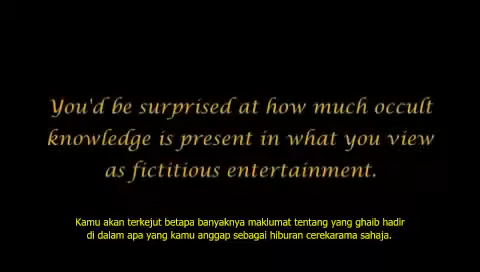 You'd be surprised at how much occult
knowledge is present in what you view
as fictitious entertainment.
Kamu akan terkejut betapa banyaknya maklumat tentang yang ghaib hadir
di dalam apa yang kamu anggap sebagai hiburan cerekarama sahaja.